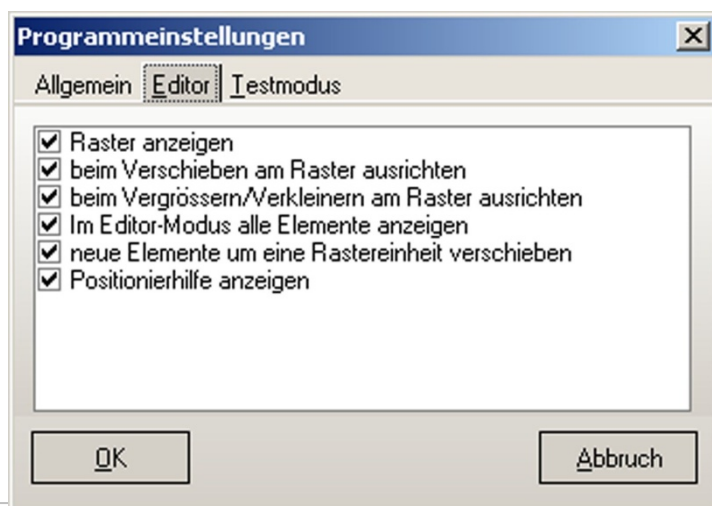 Programmeinstellungen
Allgemein Editor Testmodus
Raster anzeigen
beim Verschieben am Raster ausrichten
beim Vergrössern/Verkleinern am Raster ausrichten
Im Editor-Modus alle Elemente anzeigen
neue Elemente um eine Rastereinheit verschieben
Positionierhilfe anzeigen
OK Abbruch